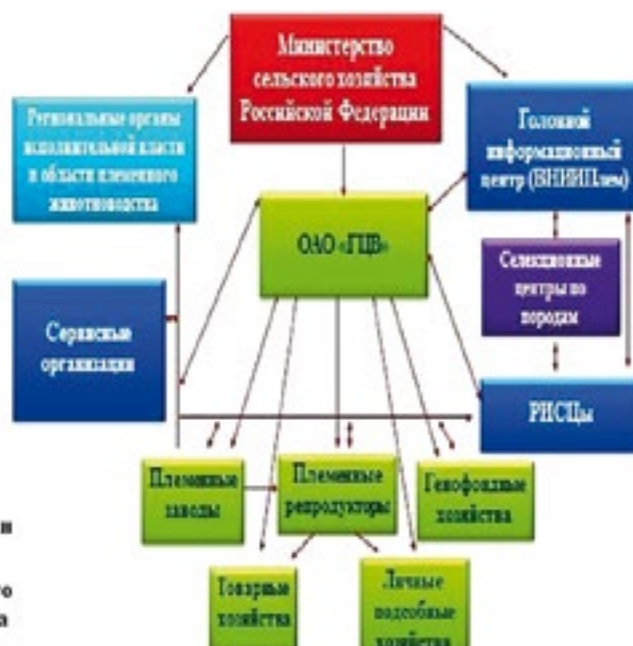 Министерство
сельского хозяйства
Российской Федерации
Региональные органы
исполнительной власти
в области племенного
животноводства
Головной
информационный
центр (ВНИИПлем)
ОАО «ГЦВ»
Селекционные
центры по
породам
Сервисные
организации
РИСЦы
Племенные
заводы
Племенные
репродукторы
Генофондные
хозяйства
Товарные
хозяйства
Личные
подсобные
хозяйства